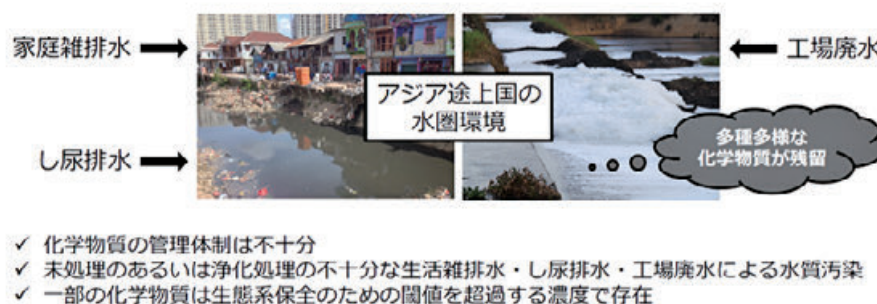 家庭雑排水
し尿排水
アジア途上国の
水圏環境
工場廃水
多種多様な
化学物質が残留
✓ 化学物質の管理体制は不十分
✓ 未処理のあるいは浄化処理の不十分な生活雑排水・し尿排水・工場廃水による水質汚染
✓ 一部の化学物質は生態系保全のための閾値を超過する濃度で存在